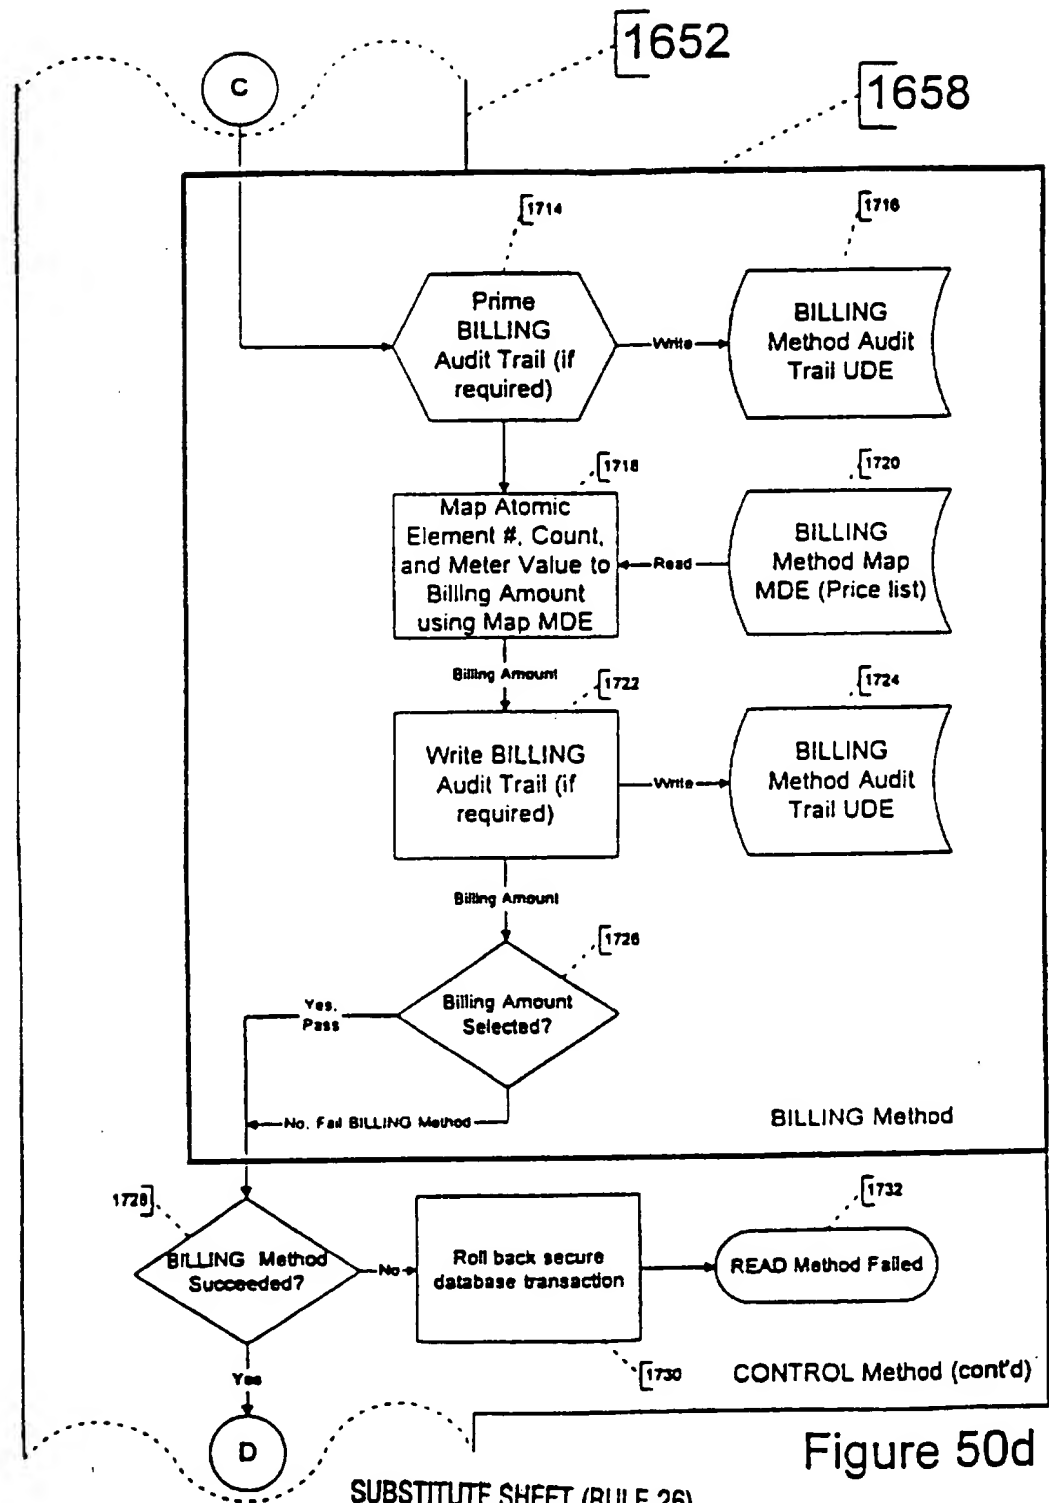 1652
C
1658
1714
1716
Prime
BILLING
Audit Trail (if
required)
Write
BILLING
Method Audit
Trail UDE
1718
1720
Map Atomic
Element #, Count,
and Meter Value to
Billing Amount
using Map MDE
Read
BILLING
Method Map
MDE (Price list)
Billing Amount
1722
1724
Write BILLING
Audit Trail (if
required)
Write
BILLING
Method Audit
Trail UDE
Billing Amount
1726
Yes,
Pass
Billing Amount
Selected?
No, Fail BILLING Method
BILLING Method
1728
1732
BILLING Method
Succeeded?
No
Roll back secure
database transaction
READ Method Failed
Yes
1730
CONTROL Method (cont'd)
D
Figure 50d
SUBSTITUTE SHEET (RULE 26)